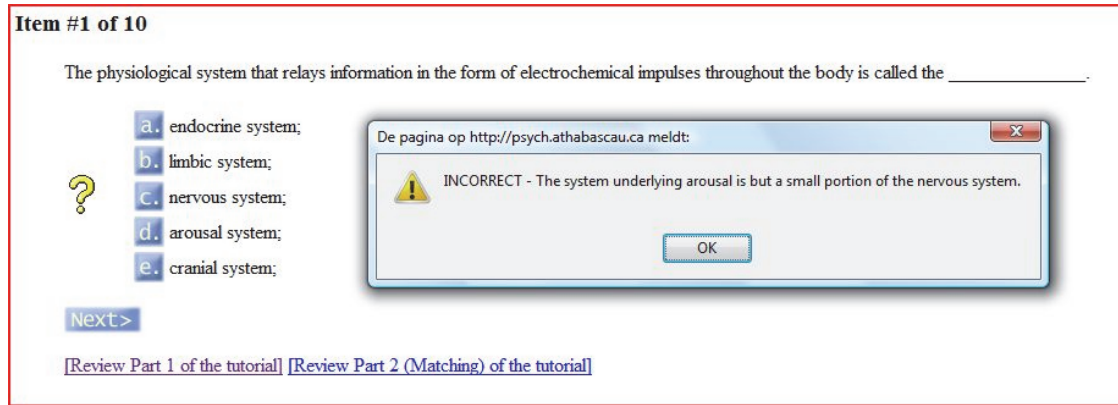 Item #1 of 10
The physiological system that relays information in the form of electrochemical impulses throughout the body is called the _______________.
a. endocrine system;
b. limbic system;
c. nervous system;
d. arousal system;
e. cranial system;
De pagina op http://psych.athabascau.ca meldt:
INCORRECT - The system underlying arousal is but a small portion of the nervous system.
OK
Next>
[Review Part 1 of the tutorial] [Review Part 2 (Matching) of the tutorial]